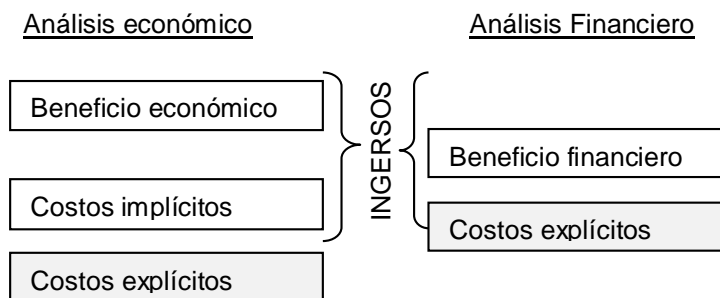 Análisis económico
Análisis Financiero
Beneficio económico
INGERSOS
Beneficio financiero
Costos implícitos
Costos explícitos
Costos explícitos